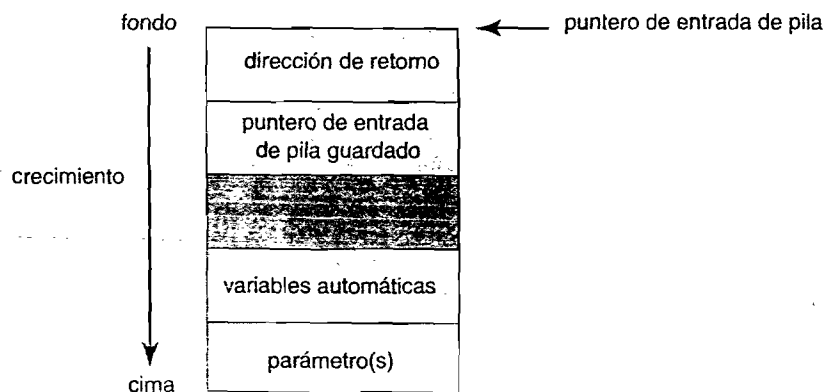 fondo
puntero de entrada de pila
dirección de retorno
puntero de entrada
de pila guardado
crecimiento
variables automáticas
parámetro(s)
cima